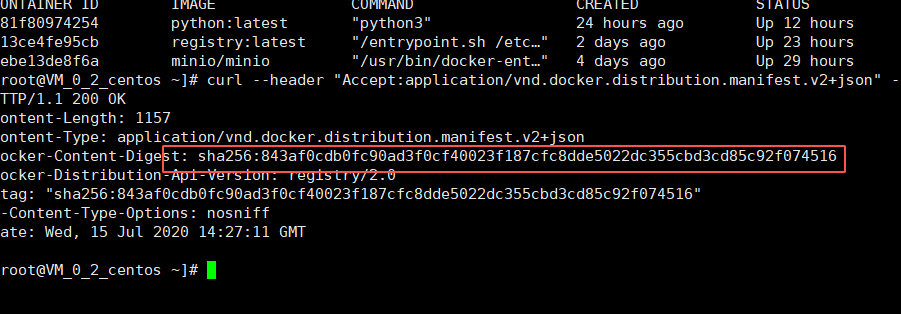 ONTAINER ID IMAGE COMMAND CREATED STATUS
81f80974254 python:latest "python3" 24 hours ago Up 12 hours
13ce4fe95cb registry:latest "/entrypoint.sh /etc…" 2 days ago Up 23 hours
ebe13de8f6a minio/minio "/usr/bin/docker-ent…" 4 days ago Up 29 hours
root@VM_0_2_centos ~]# curl --header "Accept:application/vnd.docker.distribution.manifest.v2+json" -
TTP/1.1 200 OK
ontent-Length: 1157
ontent-Type: application/vnd.docker.distribution.manifest.v2+json
ocker-Content-Digest: sha256:843af0cdb0fc90ad3f0cf40023f187cfc8dde5022dc355cbd3cd85c92f074516
ocker-Distribution-Api-Version: registry/2.0
tag: "sha256:843af0cdb0fc90ad3f0cf40023f187cfc8dde5022dc355cbd3cd85c92f074516"
-Content-Type-Options: nosniff
ate: Wed, 15 Jul 2020 14:27:11 GMT
root@VM_0_2_centos ~]#